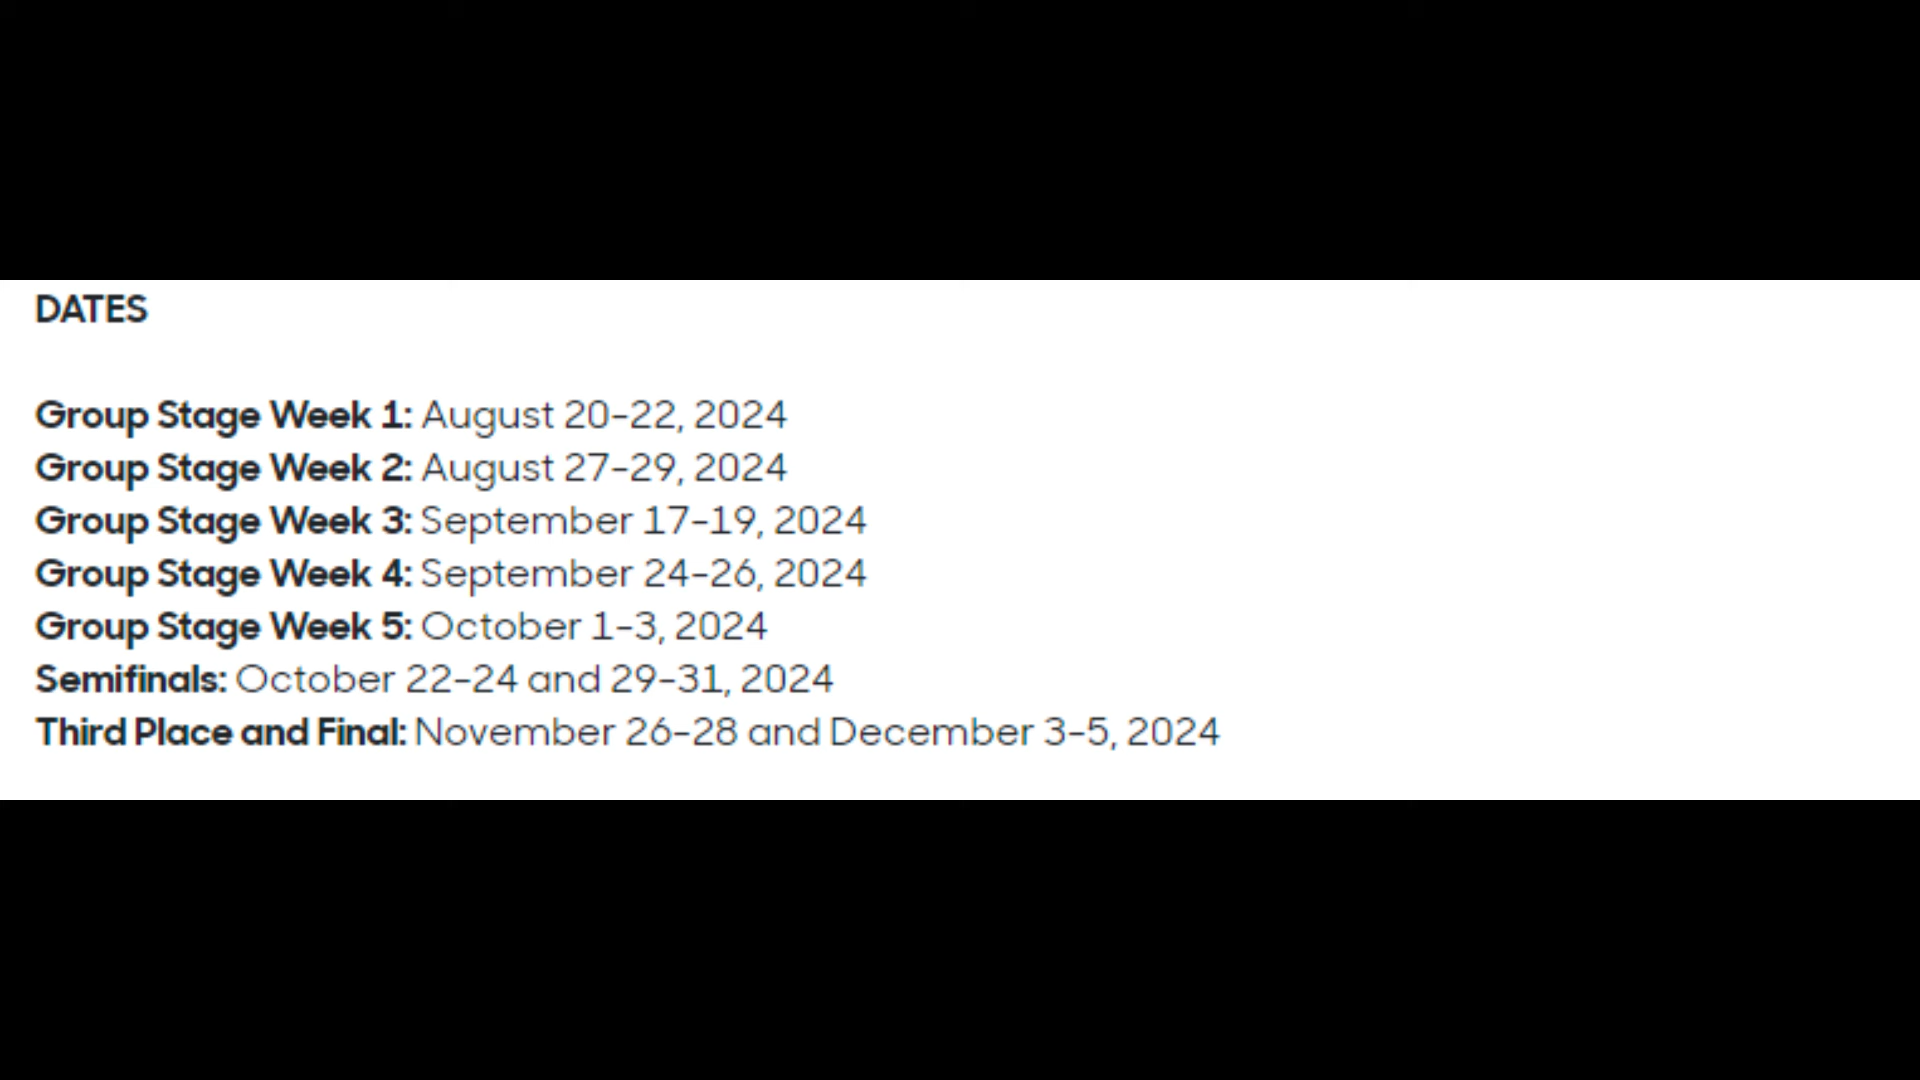 DATES
Group Stage Week 1: August 20-22, 2024
Group Stage Week 2: August 27-29, 2024
Group Stage Week 3: September 17-19, 2024
Group Stage Week 4: September 24-26, 2024
Group Stage Week 5: October 1-3, 2024
Semifinals: October 22-24 and 29-31, 2024
Third Place and Final: November 26-28 and December 3-5, 2024